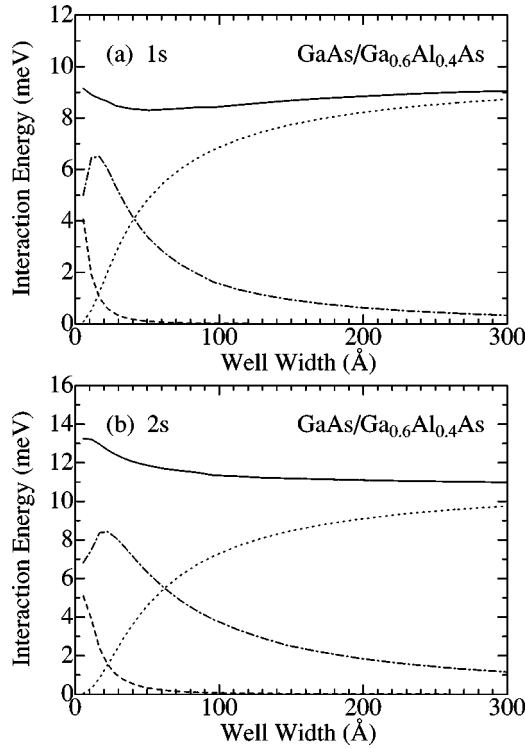 12
(a) 1s GaAs/Ga0.6Al0.4As
10
8
6
4
2
0
0 100 200 300
Well Width (Å)
Interaction Energy (meV)
16
(b) 2s GaAs/Ga0.6Al0.4As
14
12
10
8
6
4
2
0
0 100 200 300
Well Width (Å)
Interaction Energy (meV)